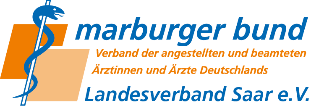 marburger bund
Verband der angestellten und beamteten
Ärztinnen und Ärzte Deutschlands
Landesverband Saar e.V.